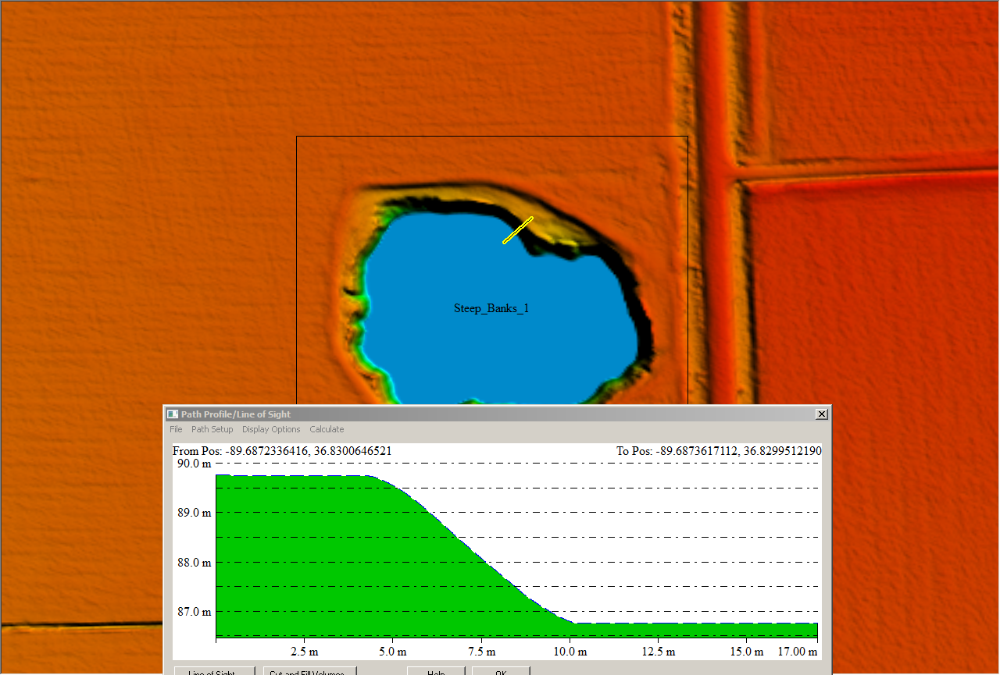 Steep_Banks_1
Path Profile/Line of Sight
File Path Setup Display Options Calculate
From Pos: -89.6872336416, 36.8300646521 To Pos: -89.6873617112, 36.8299512190
90.0 m
89.0 m
88.0 m
87.0 m
2.5 m 5.0 m 7.5 m 10.0 m 12.5 m 15.0 m 17.00 m
Line of Sight... Cut and Fill Volumes... Help OK